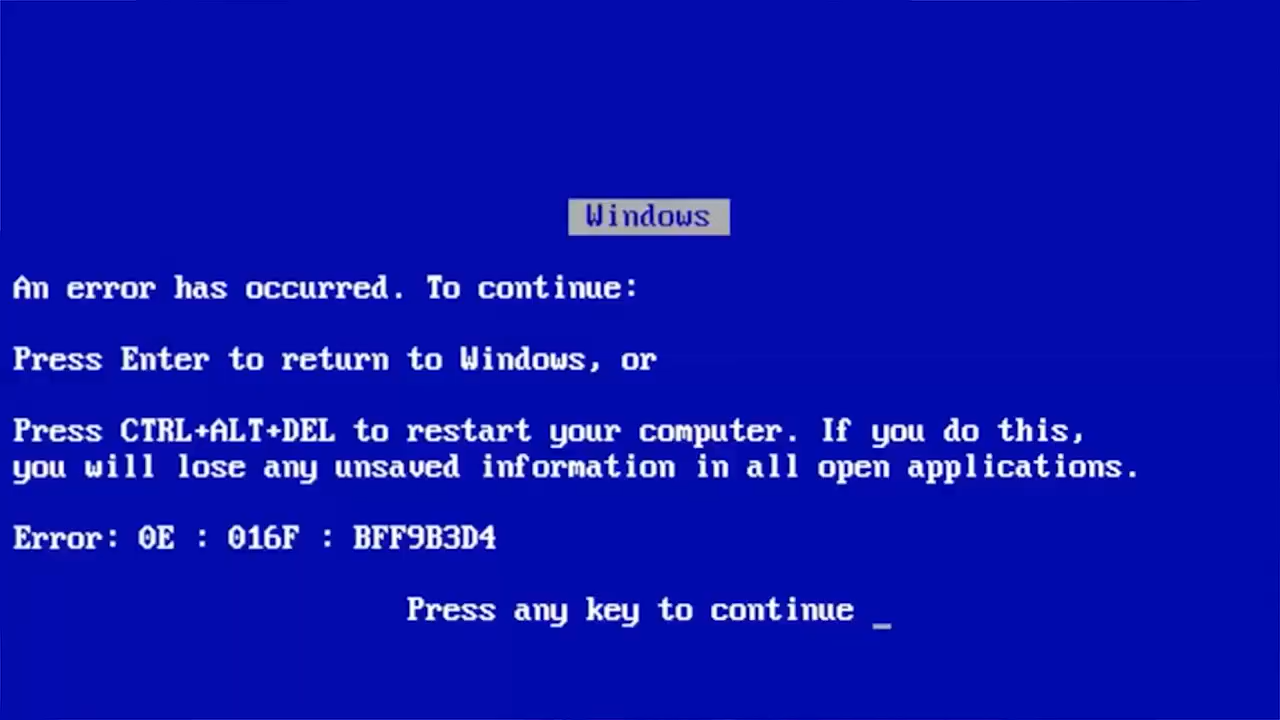 Windows
An error has occurred. To continue:
Press Enter to return to Windows, or
Press CTRL+ALT+DEL to restart your computer. If you do this,
you will lose any unsaved information in all open applications.
Error: 0E : 016F : BFF9B3D4
Press any key to continue _